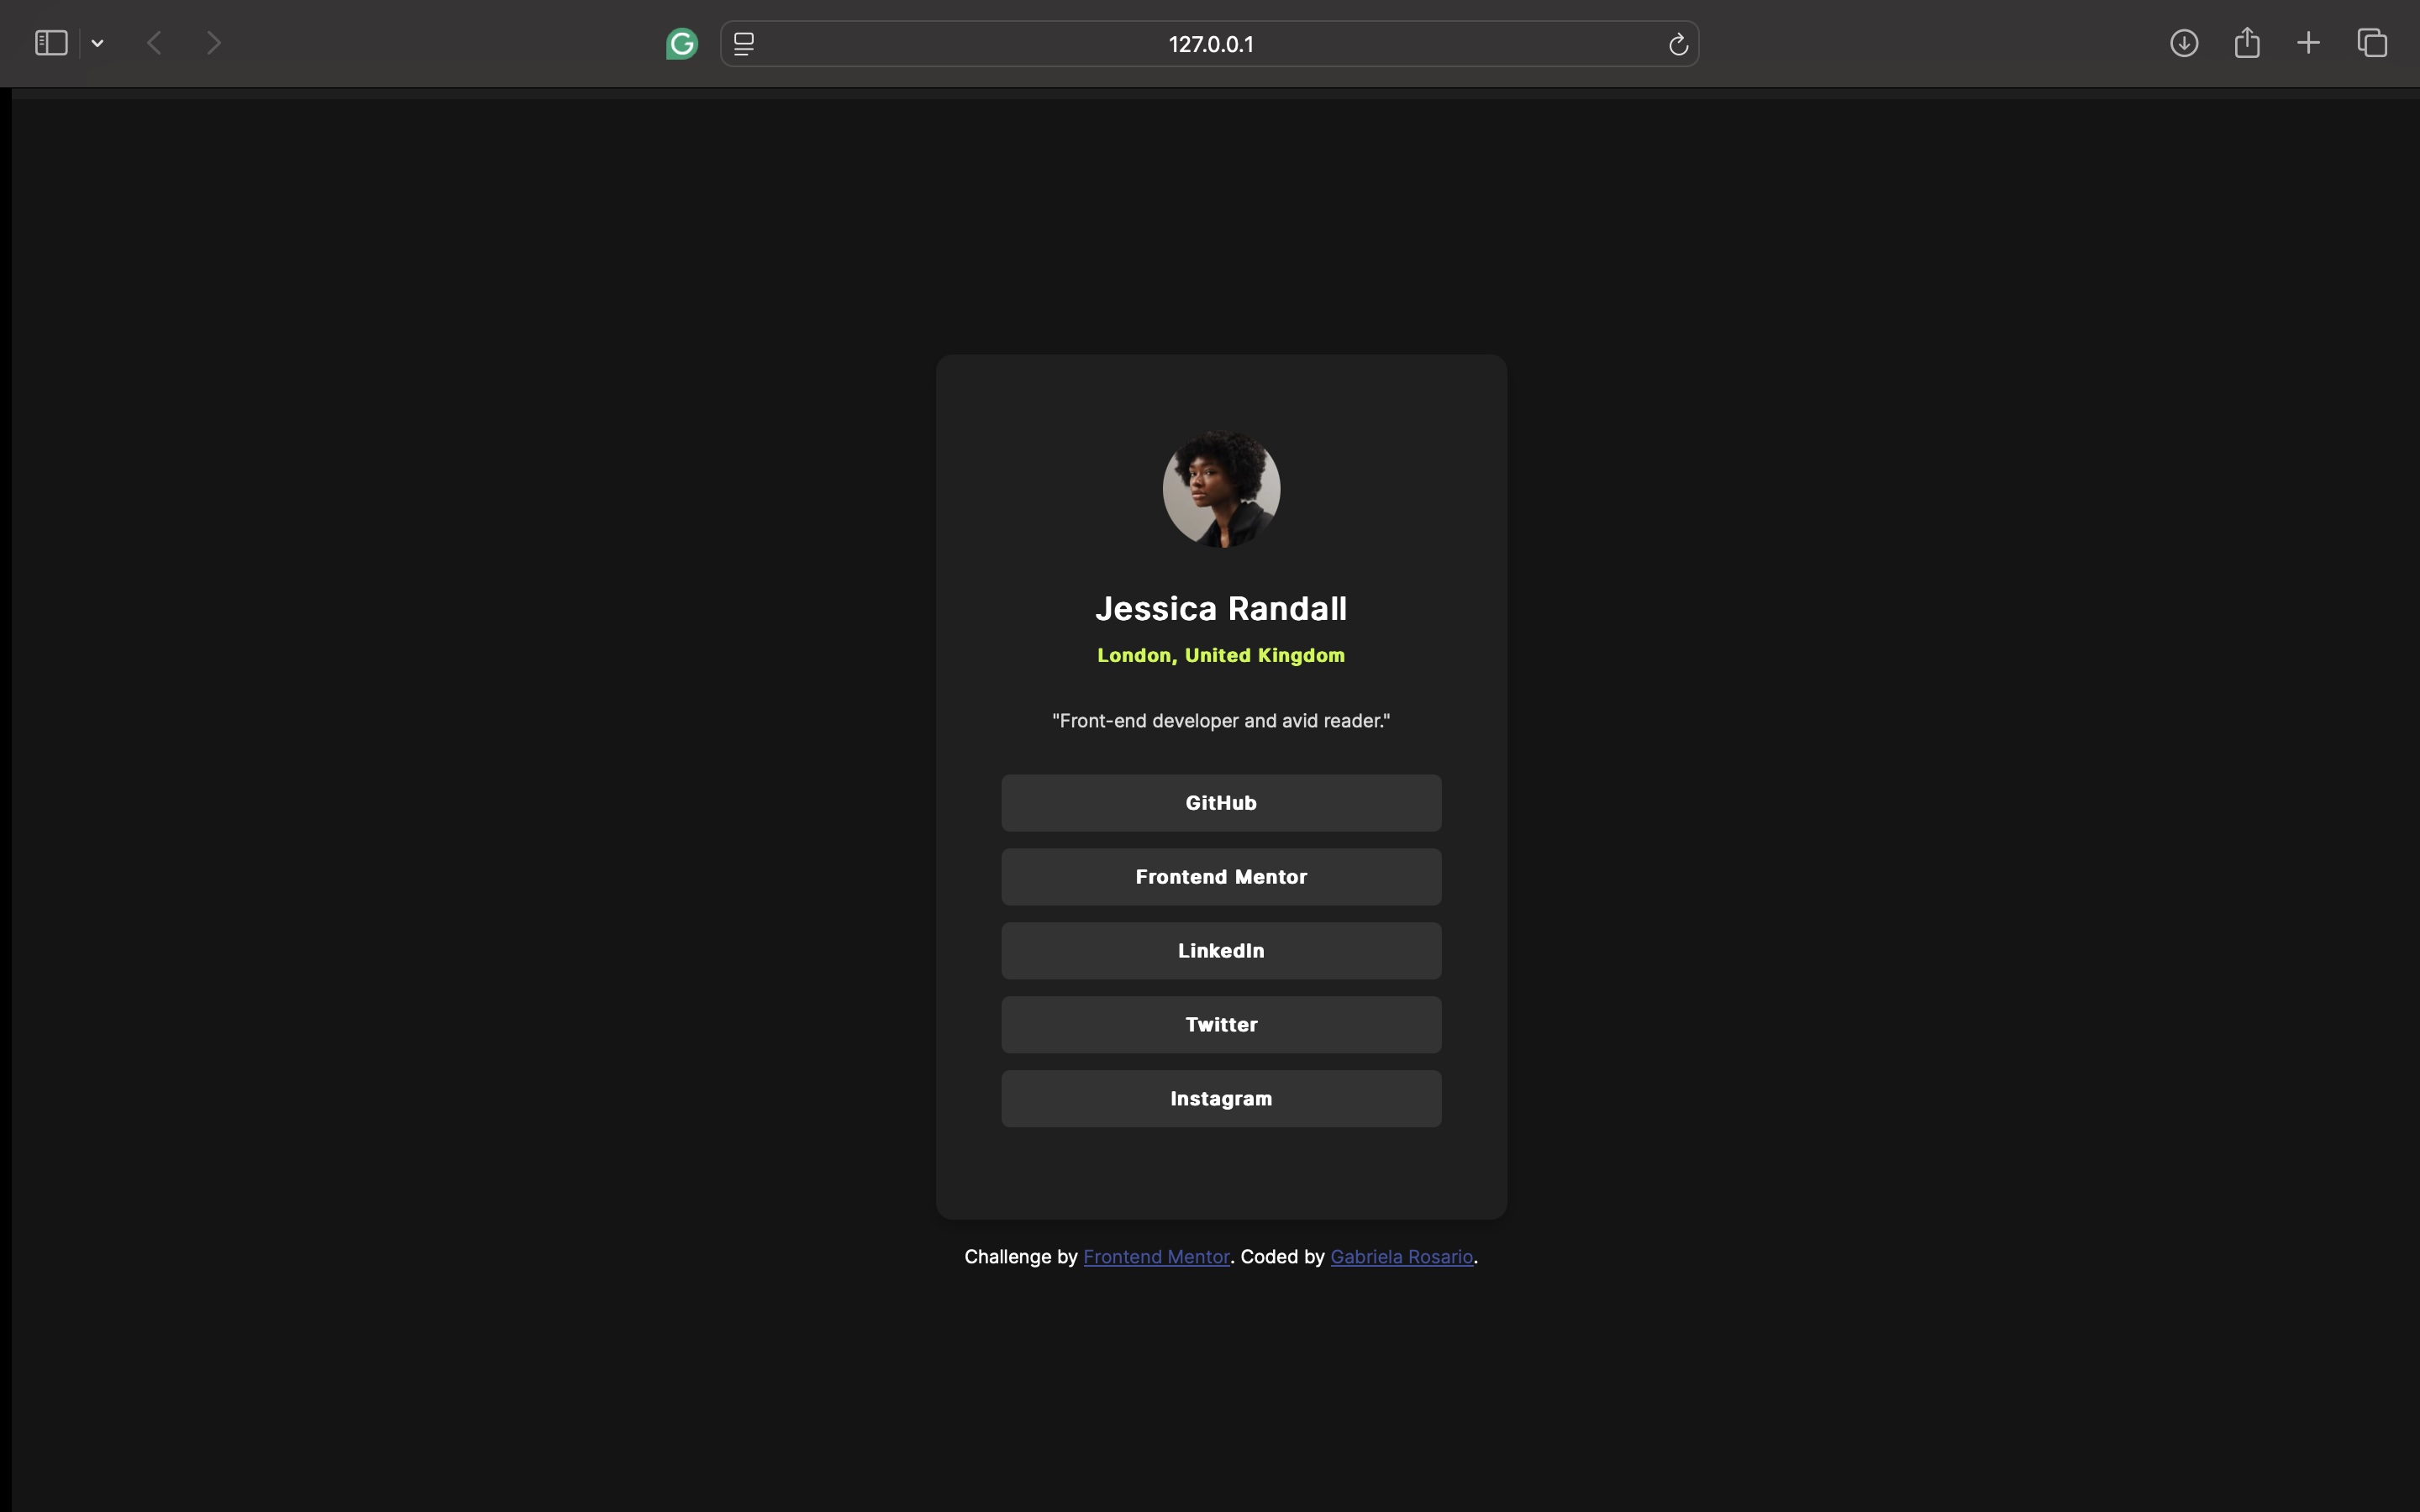 127.0.0.1
Jessica Randall
London, United Kingdom
"Front-end developer and avid reader."
GitHub
Frontend Mentor
LinkedIn
Twitter
Instagram
Challenge by Frontend Mentor. Coded by Gabriela Rosario.